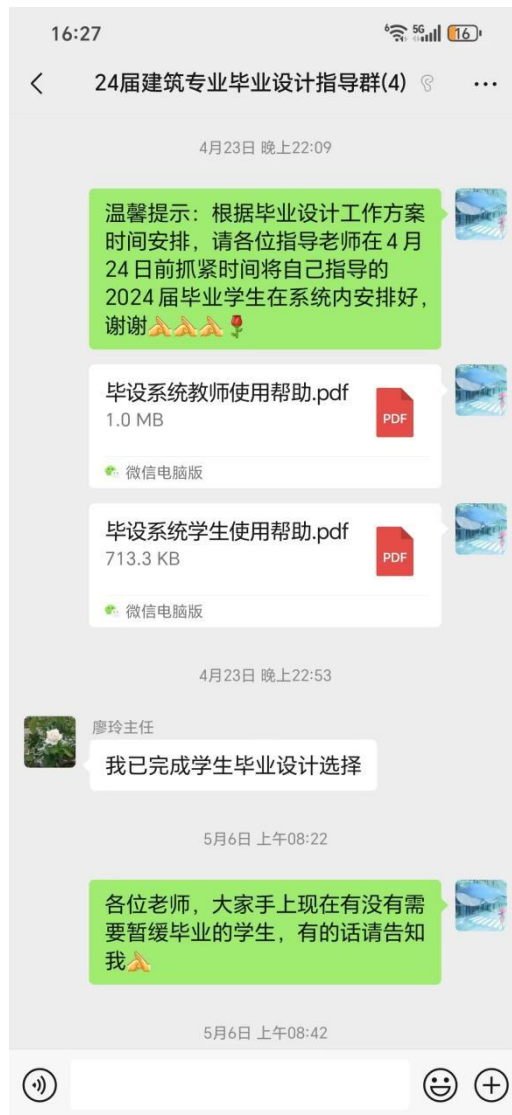 16:27
6 5G 16
24届建筑专业毕业设计指导群(4)
4月23日 晚上22:09
温馨提示：根据毕业设计工作方案
时间安排，请各位指导老师在4月
24日前抓紧时间将自己指导的
2024届毕业学生在系统内安排好，
谢谢
毕设系统教师使用帮助.pdf
1.0 MB
PDF
微信电脑版
毕设系统学生使用帮助.pdf
713.3 KB
PDF
微信电脑版
4月23日 晚上22:53
廖玲主任
我已完成学生毕业设计选择
5月6日 上午08:22
各位老师，大家手上现在有没有需
要暂缓毕业的学生，有的话请告知
我
5月6日 上午08:42